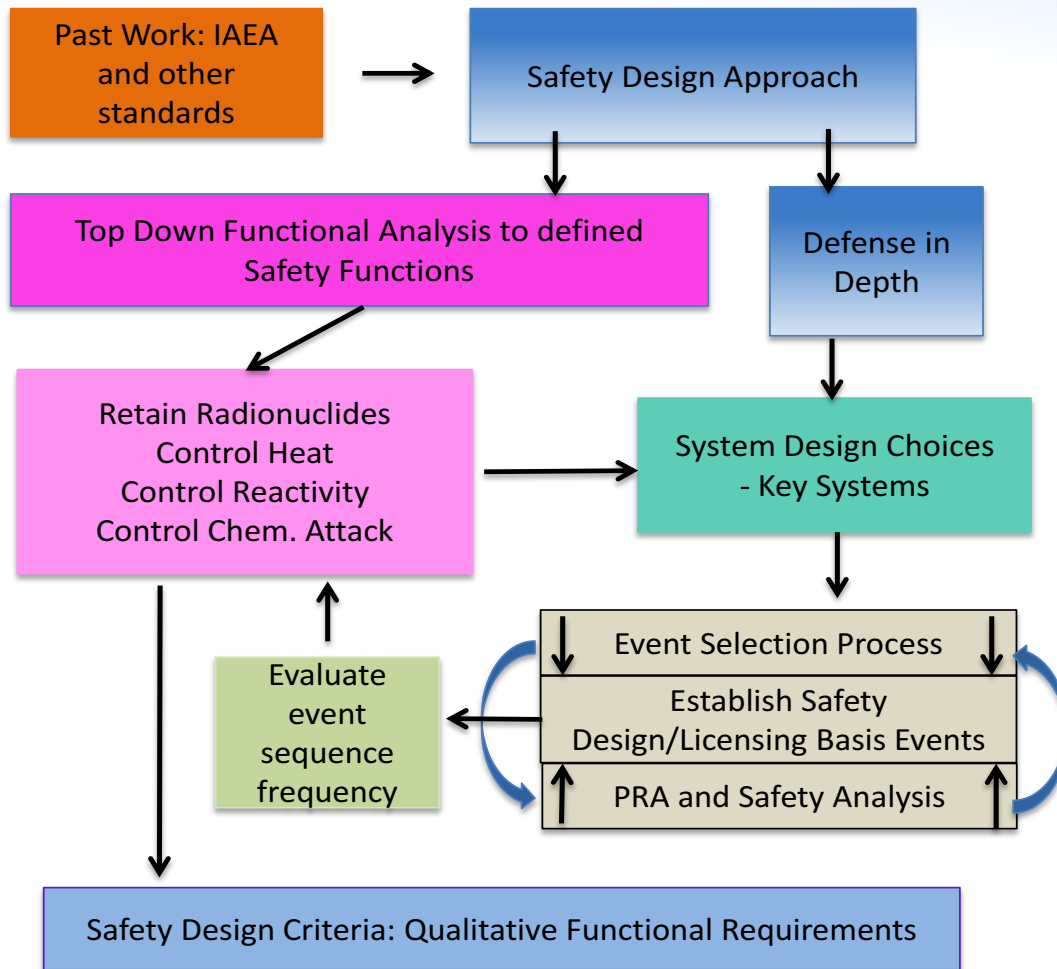 Past Work: IAEA
and other
standards
Safety Design Approach
Top Down Functional Analysis to defined
Safety Functions
Defense in
Depth
Retain Radionuclides
Control Heat
Control Reactivity
Control Chem. Attack
System Design Choices
- Key Systems
Evaluate
event
sequence
frequency
Event Selection Process
Establish Safety
Design/Licensing Basis Events
PRA and Safety Analysis
Safety Design Criteria: Qualitative Functional Requirements